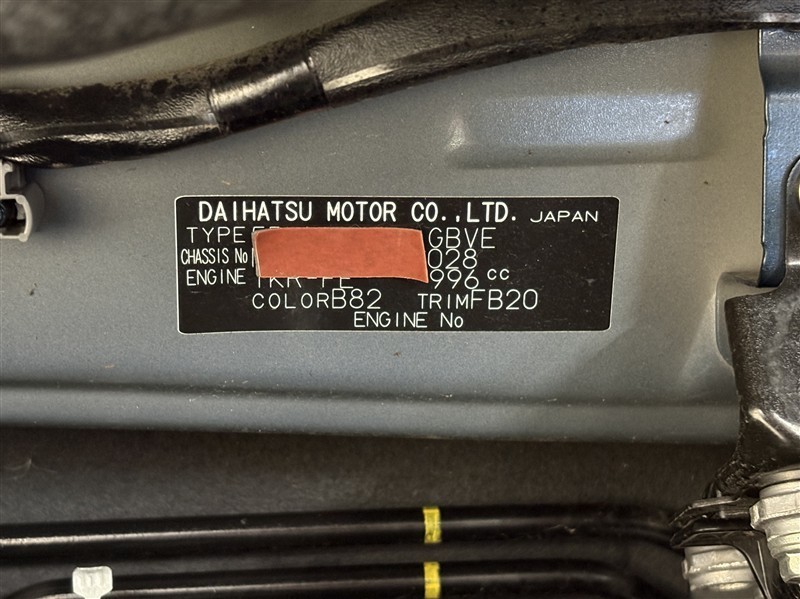 DAIHATSU MOTOR CO.,LTD. JAPAN
TYPE GBVE
CHASSIS No 028
ENGINE 996 cc
COLOR B82 TRIM FB20
ENGINE No